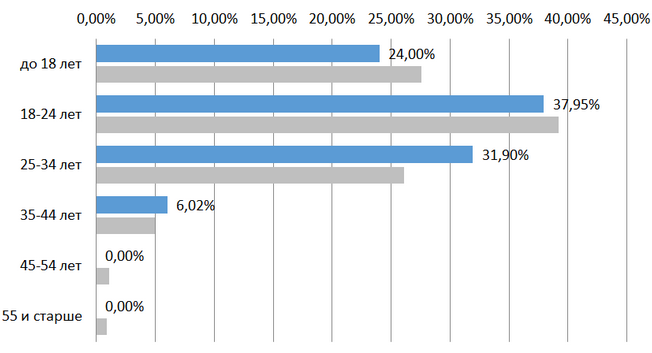 0,00% 5,00% 10,00% 15,00% 20,00% 25,00% 30,00% 35,00% 40,00% 45,00%
до 18 лет 24,00%
18-24 лет 37,95%
25-34 лет 31,90%
35-44 лет 6,02%
45-54 лет 0,00%
55 и старше 0,00%